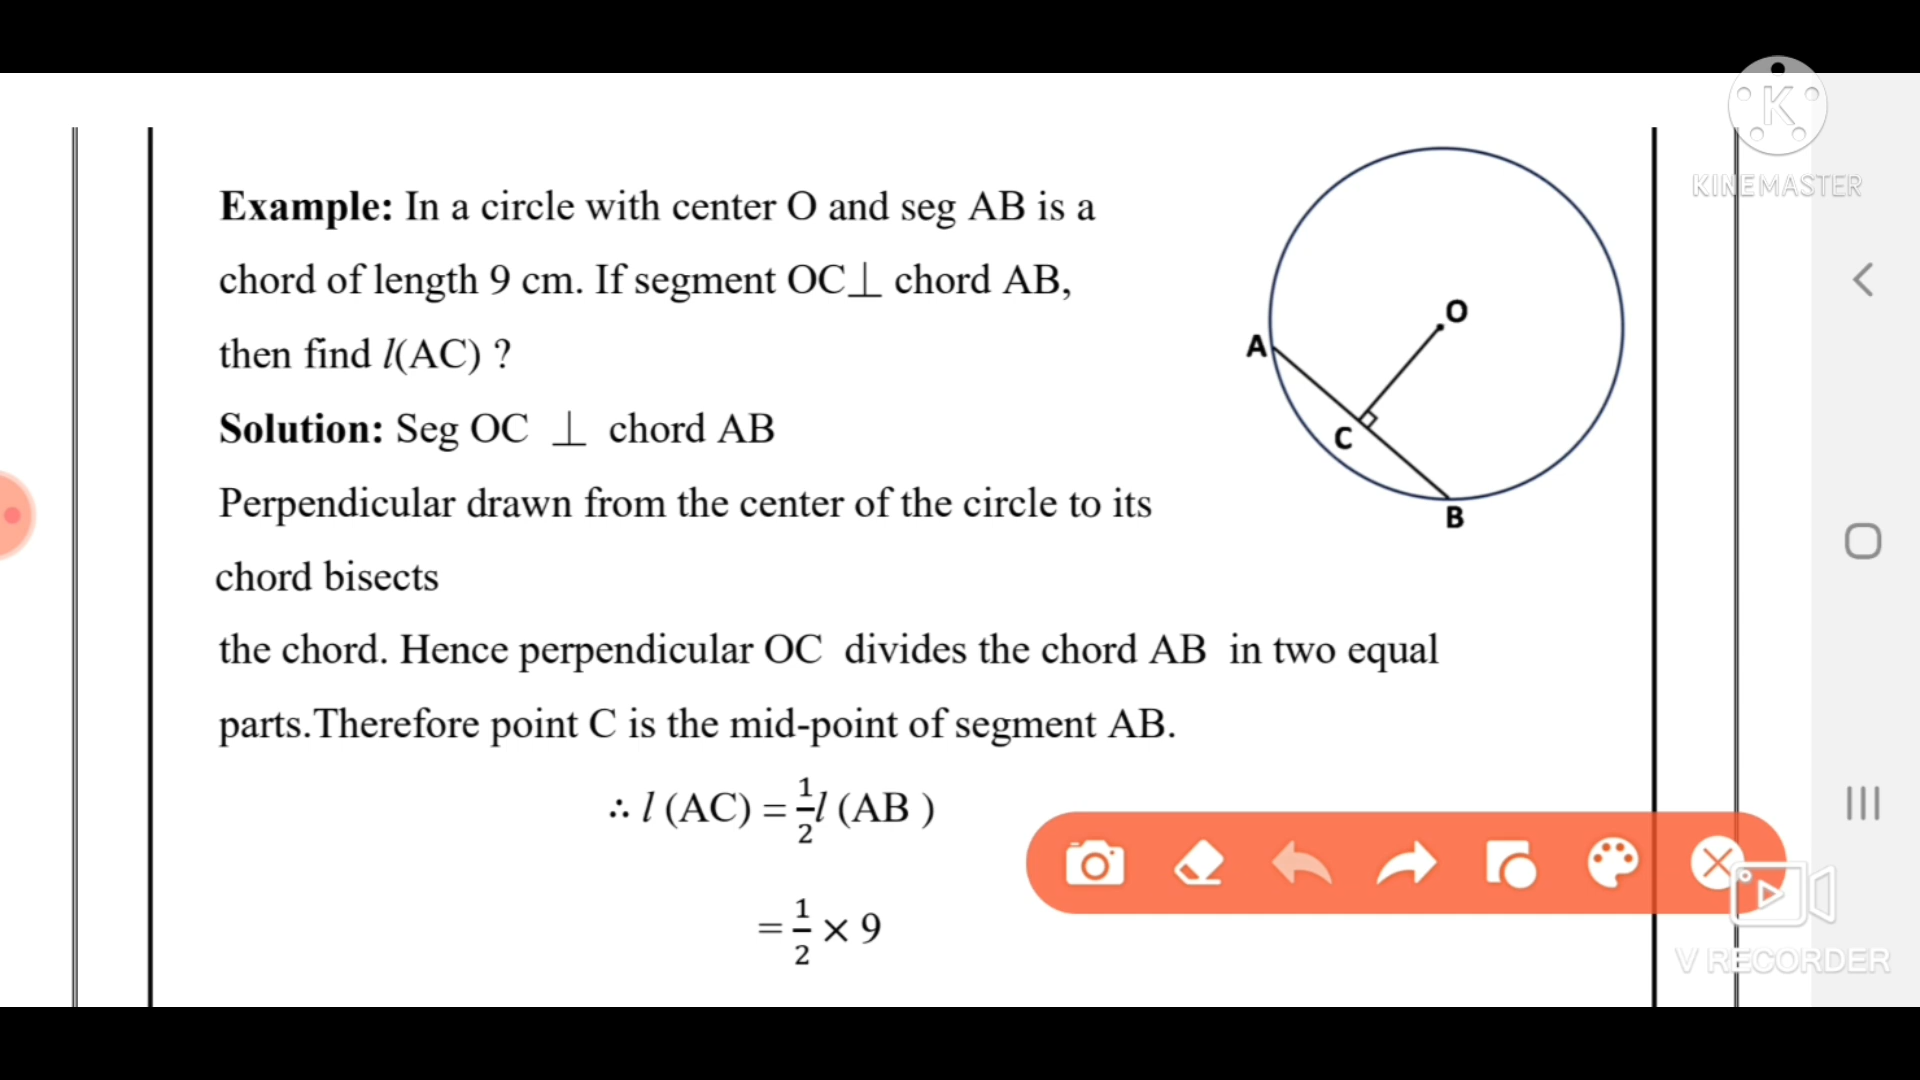 Example: In a circle with center O and seg AB is a
chord of length 9 cm. If segment OC⊥ chord AB,
then find l(AC) ?
Solution: Seg OC ⊥ chord AB
Perpendicular drawn from the center of the circle to its
chord bisects
the chord. Hence perpendicular OC divides the chord AB in two equal
parts.Therefore point C is the mid-point of segment AB.
∴ l (AC) = 1/2 l (AB )
= 1/2 × 9
O
A
C
B
K
KINEMASTER
V RECORDER